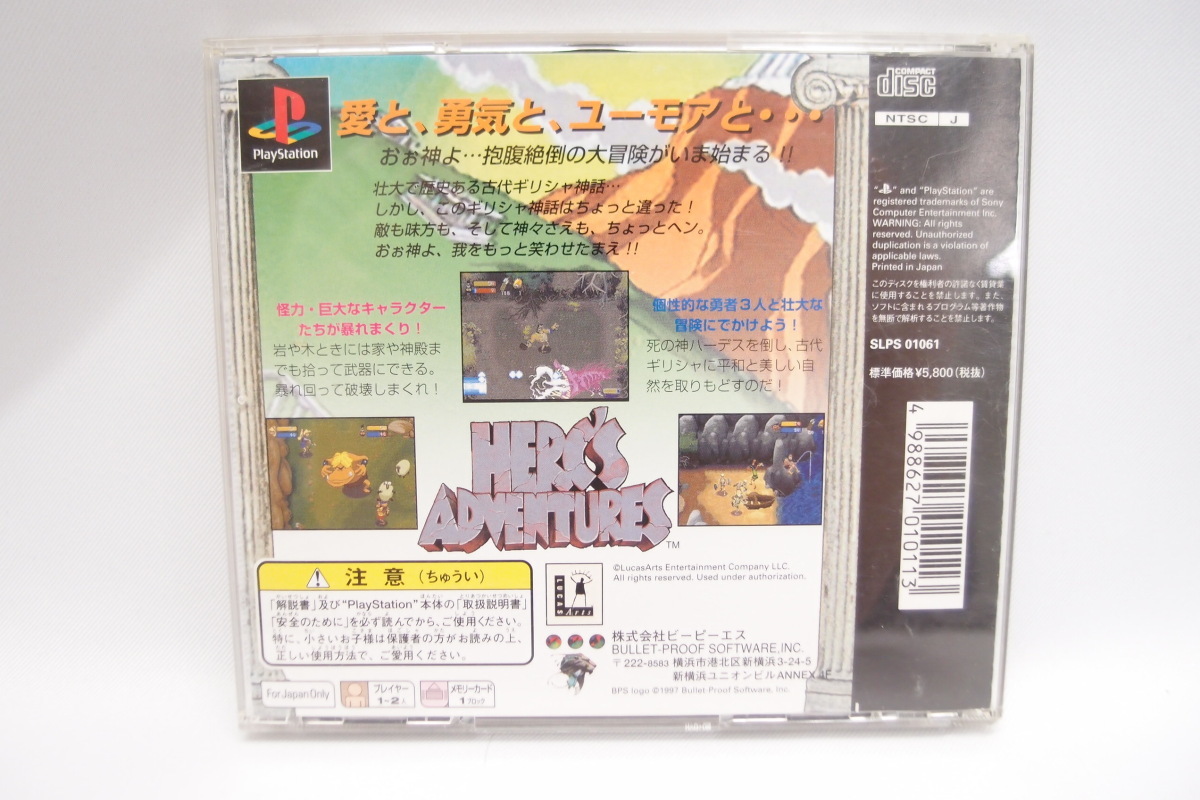 PlayStation
愛と、勇気と、ユーモアと・・・
おぉ神よ…抱腹絶倒の大冒険がいま始まる!!
壮大で歴史ある古代ギリシャ神話…
しかし、このギリシャ神話はちょっと違った!
敵も味方も、そして神々さえも、ちょっとヘン。
おぉ神よ、我をもっと笑わせたまえ!!
怪力・巨大なキャラクター
たちが暴れまくり!
岩や木ときには家や神殿ま
でも拾って武器にできる。
暴れ回って破壊しまくれ!
個性的な勇者3人と壮大な
冒険にでかけよう!
死の神ハーデスを倒し、古代
ギリシャに平和と美しい自
然を取りもどすのだ!
HERC'S
ADVENTURES™
注意(ちゅうい)
「解説書」及び"PlayStation"本体の「取扱説明書」
「安全のために」を必ず読んでから、ご使用ください。
特に、小さいお子様は保護者の方がお読みの上、
正しい使用方法で、ご愛用ください。
For Japan Only
プレイヤー
1~2人
メモリーカード
1ブロック
LUCAS
Arts
©LucasArts Entertainment Company LLC.
All rights reserved. Used under authorization.
株式会社ビーピーエス
BULLET-PROOF SOFTWARE,INC.
〒222-8583 横浜市港北区新横浜3-24-5
新横浜ユニオンビルANNEX4F
BPS logo ©1997 Bullet-Proof Software, Inc.
COMPACT
disc
NTSC J
" " and "PlayStation" are
registered trademarks of Sony
Computer Entertainment Inc.
WARNING: All rights
reserved. Unauthorized
duplication is a violation of
applicable laws.
Printed in Japan
このディスクを権利者の許諾なく賃貸業
に使用することを禁止します。また、
ソフトに含まれるプログラム等著作物
を無断で解析することを禁止します。
SLPS 01061
標準価格¥5,800(税抜)
4 988627 010113